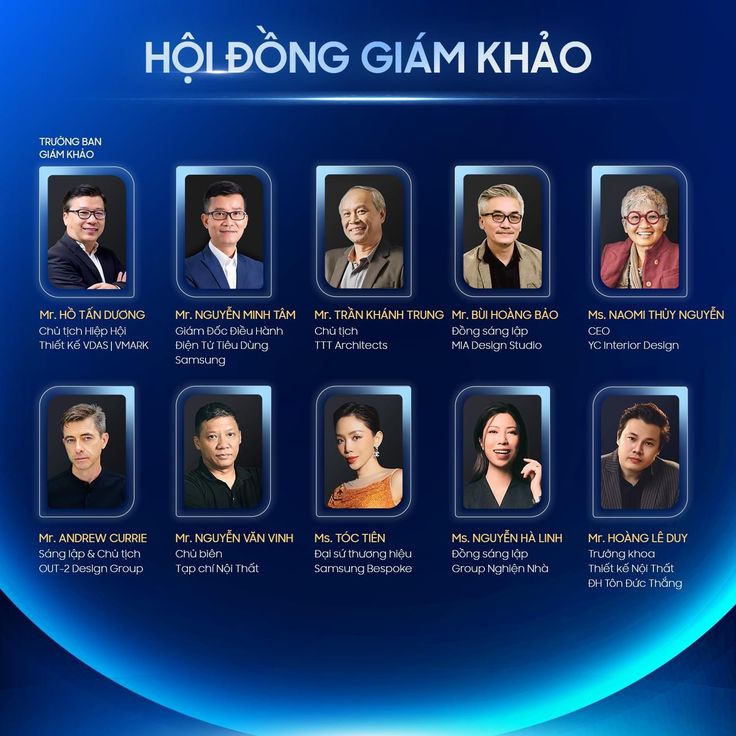 HỘI ĐỒNG GIÁM KHẢO
TRƯỞNG BAN
GIÁM KHẢO
Mr. HỒ TẤN DƯƠNG
Chủ tịch Hiệp Hội
Thiết Kế VDAS | VMARK
Mr. NGUYỄN MINH TÂM
Giám Đốc Điều Hành
Điện Tử Tiêu Dùng
Samsung
Mr. TRẦN KHÁNH TRUNG
Chủ tịch
TTT Architects
Mr. BÙI HOÀNG BẢO
Đồng sáng lập
MIA Design Studio
Ms. NAOMI THỦY NGUYỄN
CEO
YC Interior Design
Mr. ANDREW CURRIE
Sáng lập & Chủ tịch
OUT-2 Design Group
Mr. NGUYỄN VĂN VINH
Chủ biên
Tạp chí Nội Thất
Ms. TÓC TIÊN
Đại sứ thương hiệu
Samsung Bespoke
Ms. NGUYỄN HÀ LINH
Đồng sáng lập
Group Nghiện Nhà
Mr. HOÀNG LÊ DUY
Trưởng khoa
Thiết kế Nội Thất
ĐH Tôn Đức Thắng